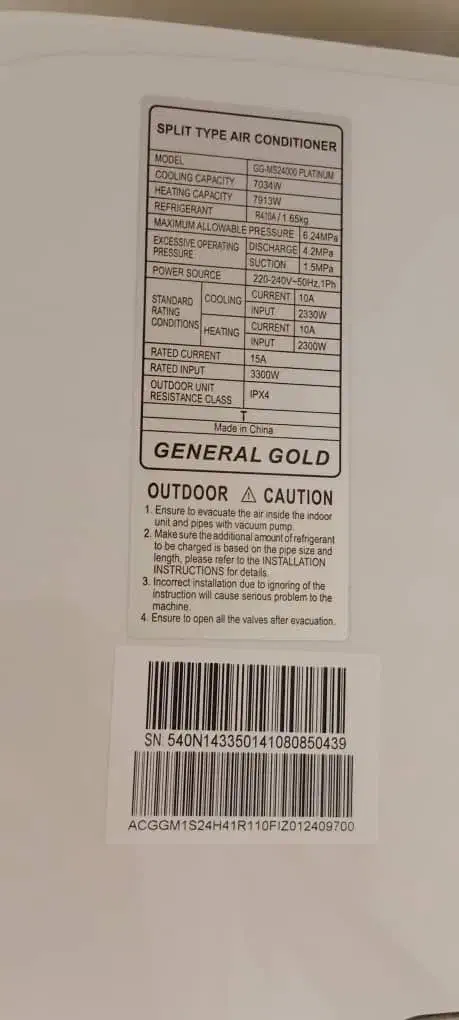 SPLIT TYPE AIR CONDITIONER
MODEL GG-MS24000 PLATINUM
COOLING CAPACITY 7034W
HEATING CAPACITY 7913W
REFRIGERANT R410A / 1.65kg
MAXIMUM ALLOWABLE PRESSURE 6.24MPa
EXCESSIVE OPERATING PRESSURE DISCHARGE 4.2MPa
SUCTION 1.5MPa
POWER SOURCE 220-240V~50Hz,1Ph
STANDARD RATING CONDITIONS COOLING CURRENT 10A
INPUT 2330W
HEATING CURRENT 10A
INPUT 2300W
RATED CURRENT 15A
RATED INPUT 3300W
OUTDOOR UNIT RESISTANCE CLASS IPX4
T
Made in China
GENERAL GOLD
OUTDOOR ⚠ CAUTION
1. Ensure to evacuate the air inside the indoor
unit and pipes with vacuum pump.
2. Make sure the additional amount of refrigerant
to be charged is based on the pipe size and
length, please refer to the INSTALLATION
INSTRUCTIONS for details.
3. Incorrect installation due to ignoring of the
instruction will cause serious problem to the
machine.
4. Ensure to open all the valves after evacuation.
SN: 540N143350141080850439
ACGGM1S24H41R110FIZ012409700